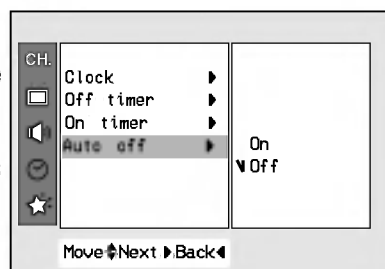 CH.
Clock ▶
Off timer ▶
On timer ▶
Auto off ▶
On
√ Off
Move ▲▼ Next ▶ Back ◀